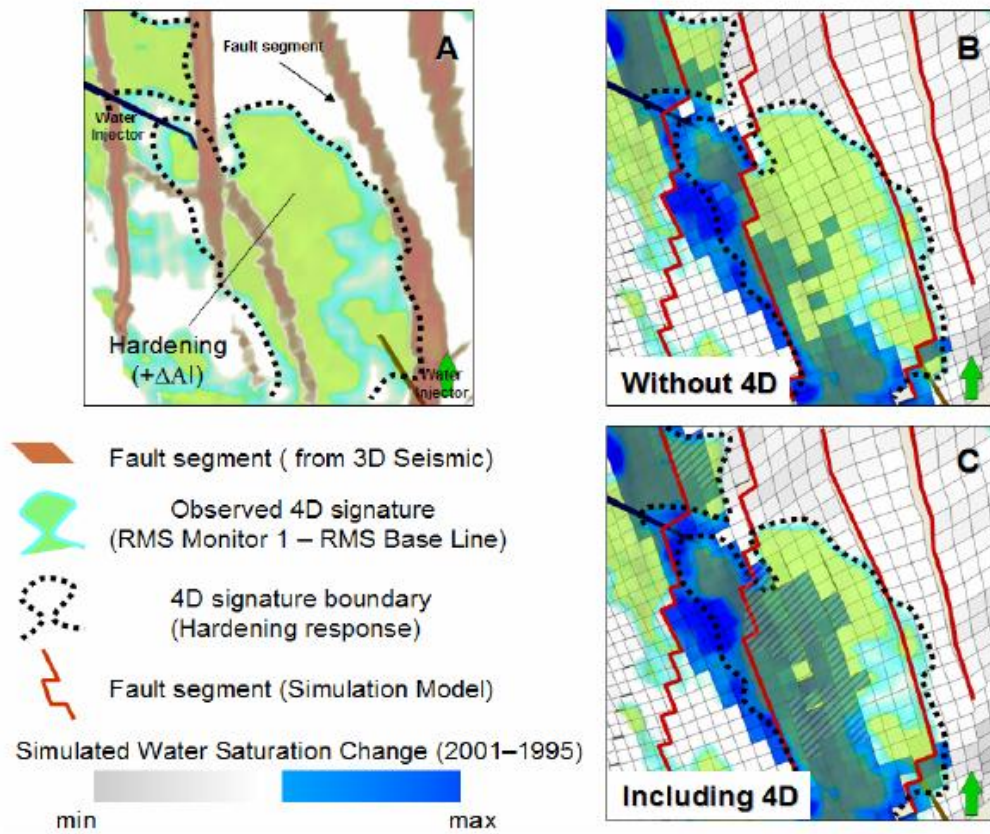 A
Fault segment
Water
Injector
Hardening
(+ΔAI)
Water
Injector
B
Without 4D
C
Including 4D
Fault segment ( from 3D Seismic)
Observed 4D signature
(RMS Monitor 1 – RMS Base Line)
4D signature boundary
(Hardening response)
Fault segment (Simulation Model)
Simulated Water Saturation Change (2001–1995)
min
max